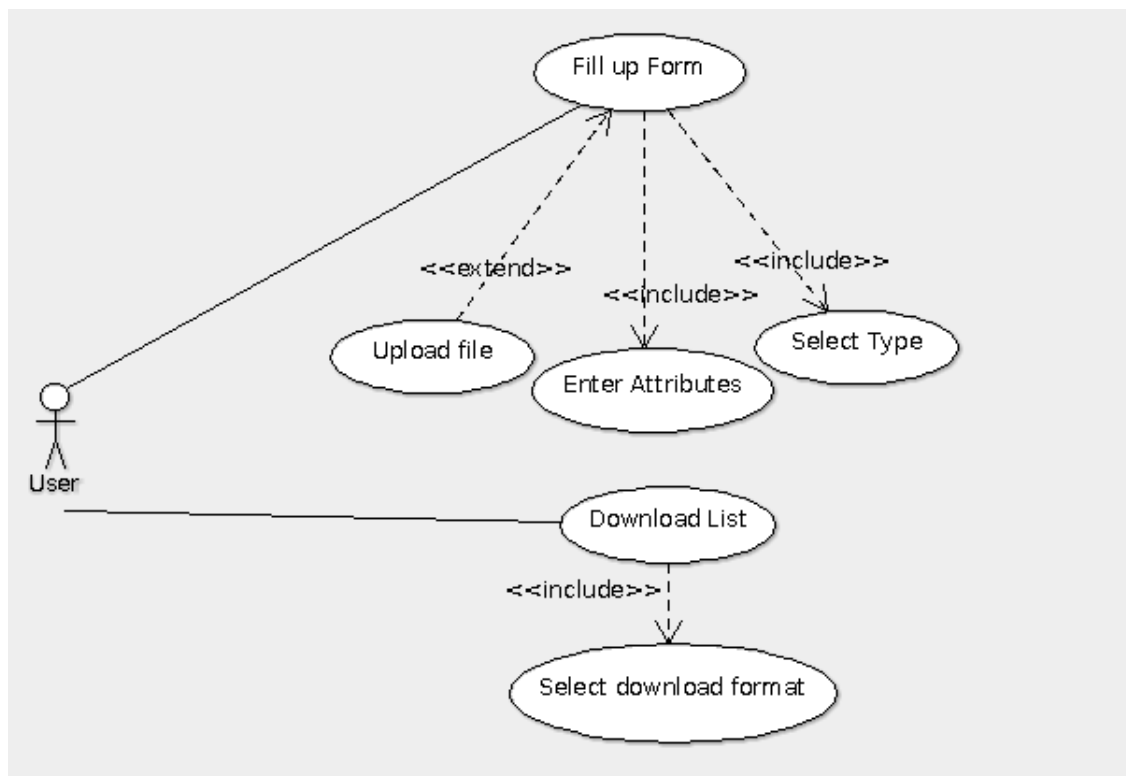 Fill up Form
<<extend>>
<<include>>
<<include>>
Upload file
Enter Attributes
Select Type
User
Download List
<<include>>
Select download format